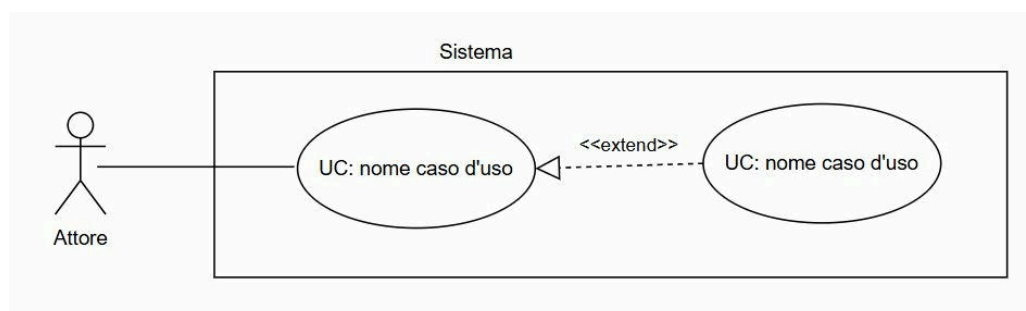 Sistema
<<extend>>
UC: nome caso d'uso
UC: nome caso d'uso
Attore